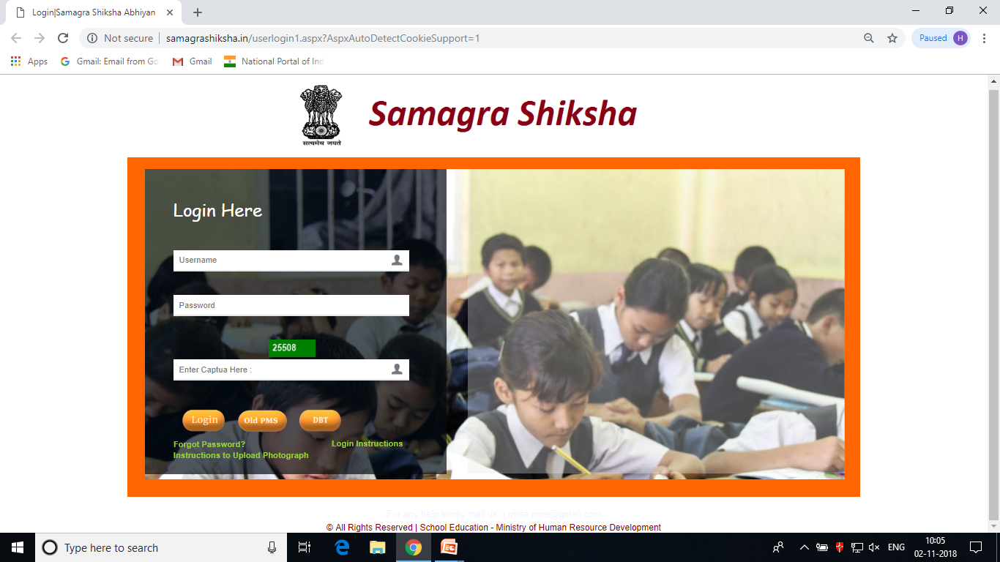 Login|Samagra Shiksha Abhiyan
Not secure | samagrashiksha.in/userlogin1.aspx?AspxAutoDetectCookieSupport=1
Paused H
Apps Gmail: Email from Go Gmail National Portal of Ind
सत्यमेव जयते
Samagra Shiksha
Login Here
Username
Password
25508
Enter Captua Here :
Login Old PMS DBT
Forgot Password? Login Instructions
Instructions to Upload Photograph
For any help kindly mail us. | rmsa.pms@gmail.com
© All Rights Reserved | School Education - Ministry of Human Resource Development
Type here to search
ENG
10:05
02-11-2018